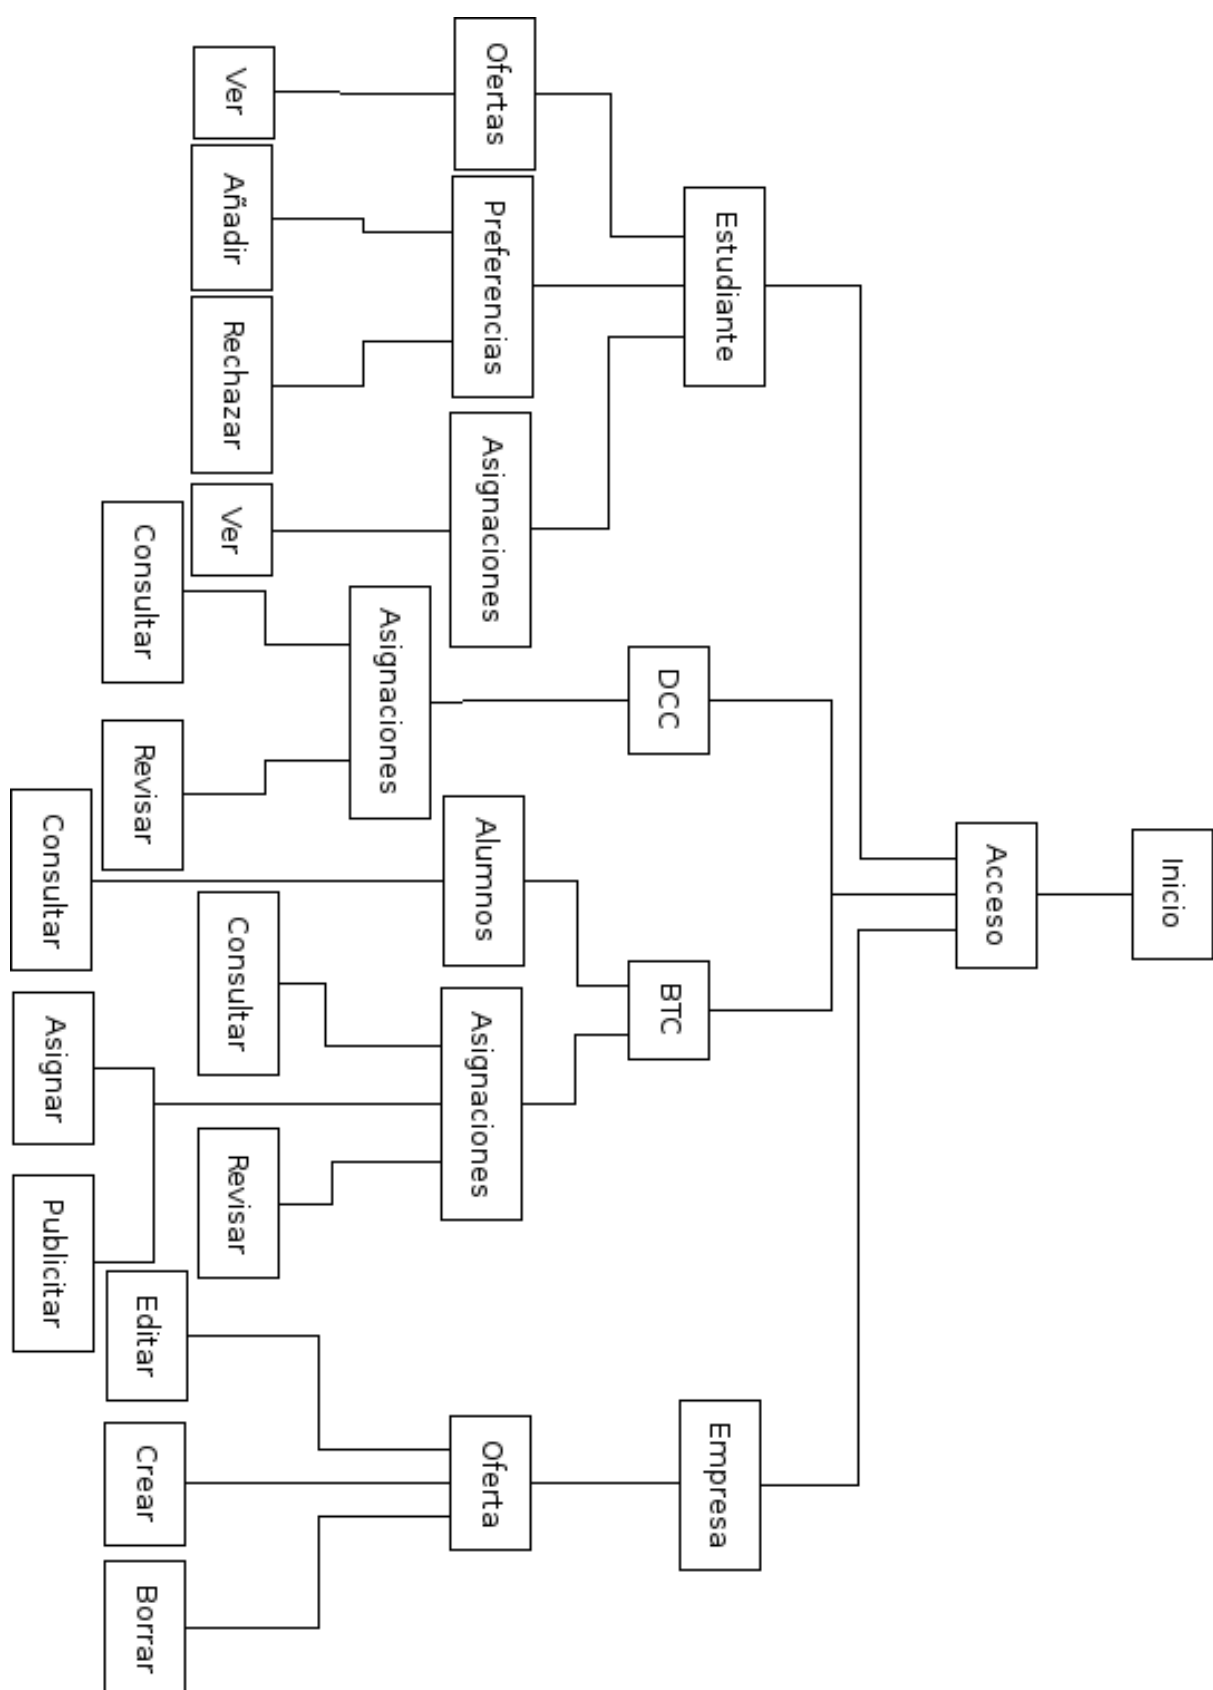 Inicio
Acceso
Estudiante
DCC
BTC
Empresa
Ofertas
Preferencias
Asignaciones
Asignaciones
Alumnos
Asignaciones
Oferta
Ver
Añadir
Rechazar
Ver
Consultar
Revisar
Consultar
Consultar
Asignar
Publicitar
Revisar
Editar
Crear
Borrar